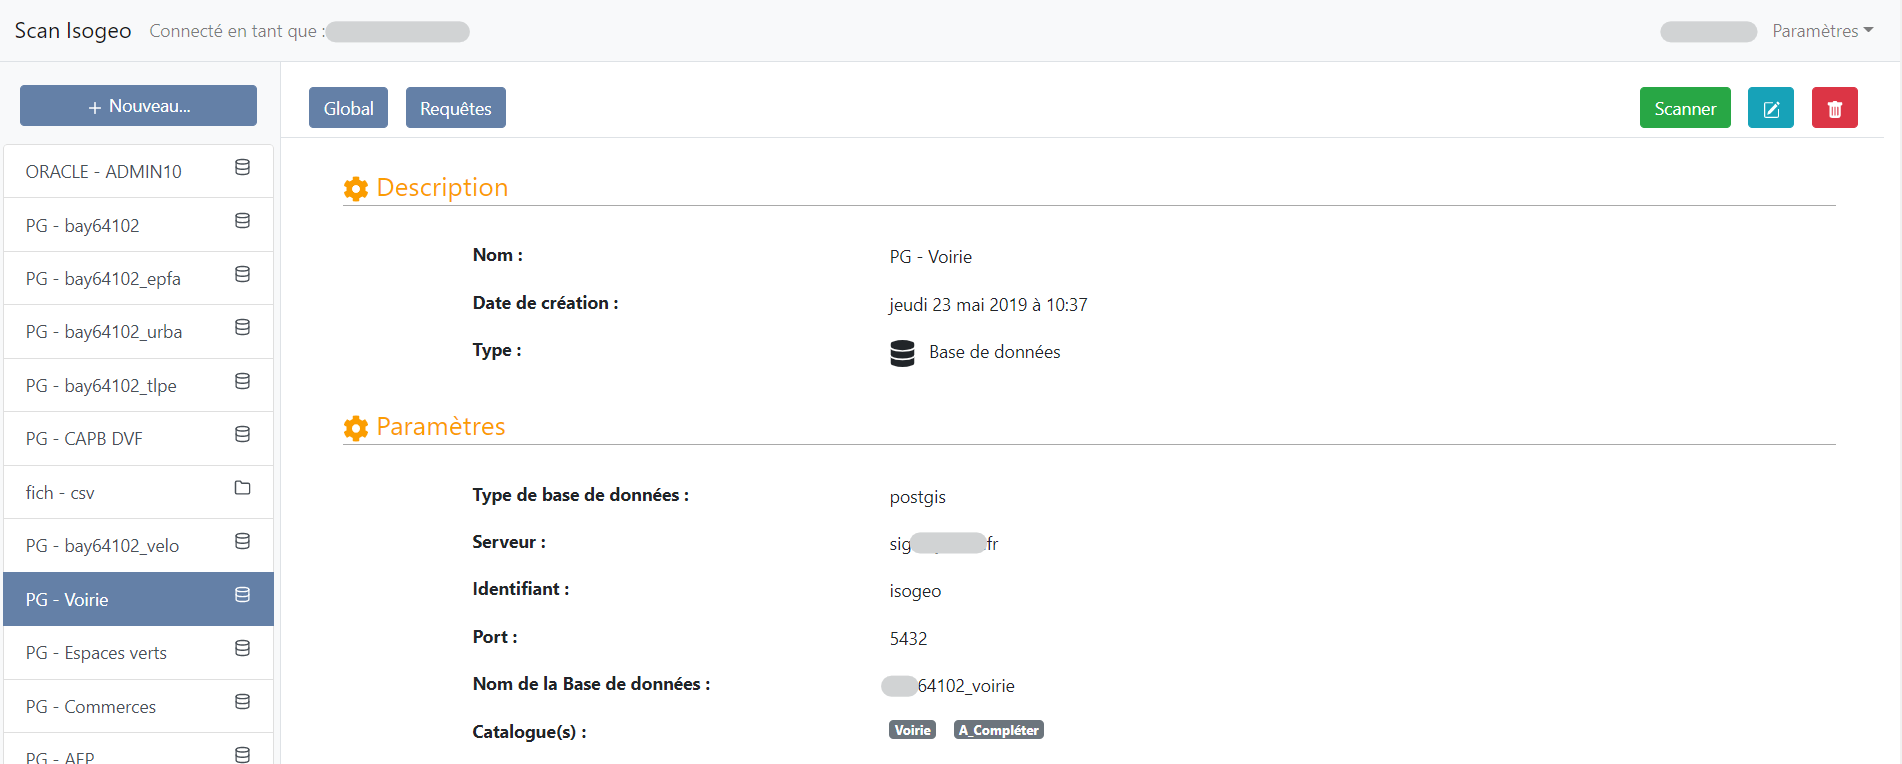 Scan Isogeo Connecté en tant que : Paramètres
+ Nouveau...
Global Requêtes Scanner
ORACLE - ADMIN10
PG - bay64102
PG - bay64102_epfa
PG - bay64102_urba
PG - bay64102_tlpe
PG - CAPB DVF
fich - csv
PG - bay64102_velo
PG - Voirie
PG - Espaces verts
PG - Commerces
PG - AEP
Description
Nom : PG - Voirie
Date de création : jeudi 23 mai 2019 à 10:37
Type : Base de données
Paramètres
Type de base de données : postgis
Serveur : sig fr
Identifiant : isogeo
Port : 5432
Nom de la Base de données : 64102_voirie
Catalogue(s) : Voirie A_Compléter